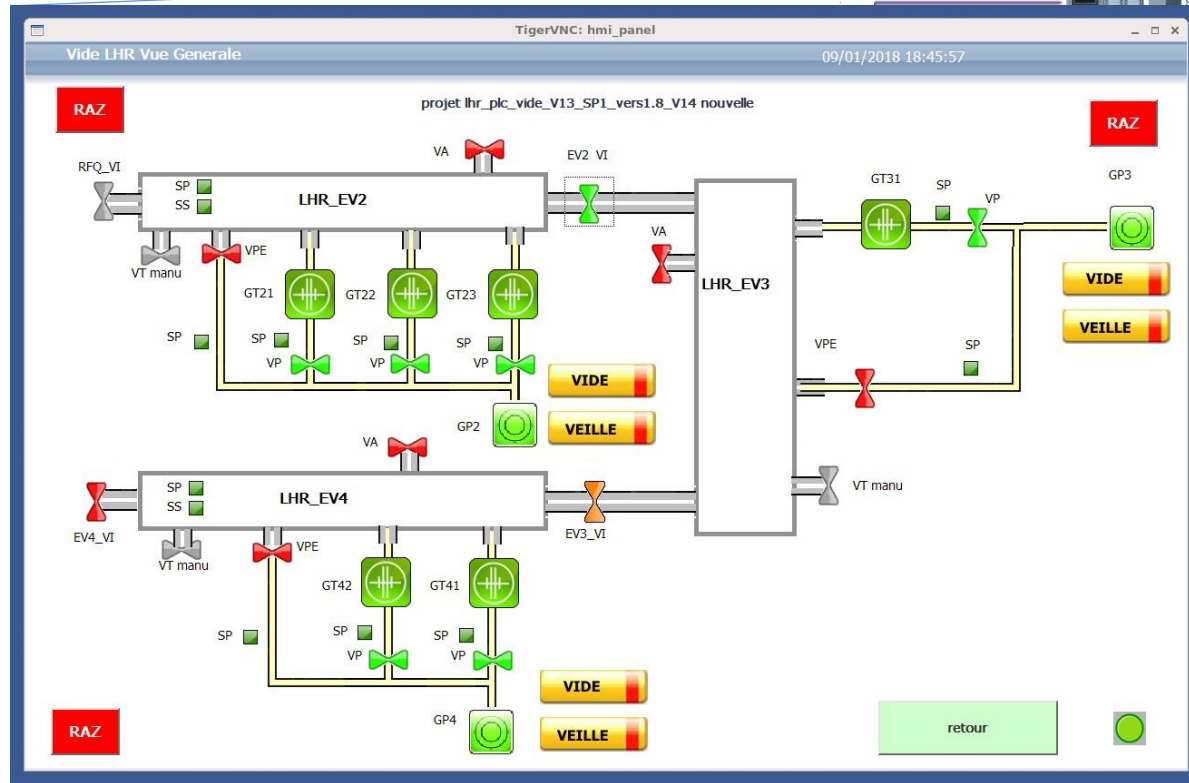 TigerVNC: hmi_panel
Vide LHR Vue Generale
09/01/2018 18:45:57
RAZ
projet lhr_plc_vide_V13_SP1_vers1.8_V14 nouvelle
RAZ
RFQ_VI
VA
EV2 VI
GT31
SP
VP
GP3
SP
SS
LHR_EV2
VA
VT manu
VPE
LHR_EV3
GT21
GT22
GT23
VIDE
VEILLE
SP
SP
SP
SP
VP
VP
VP
VPE
SP
VIDE
VEILLE
GP2
VA
SP
SS
LHR_EV4
VT manu
EV4_VI
EV3_VI
VPE
VT manu
GT42
GT41
SP
SP
SP
VP
VP
VIDE
VEILLE
GP4
RAZ
retour